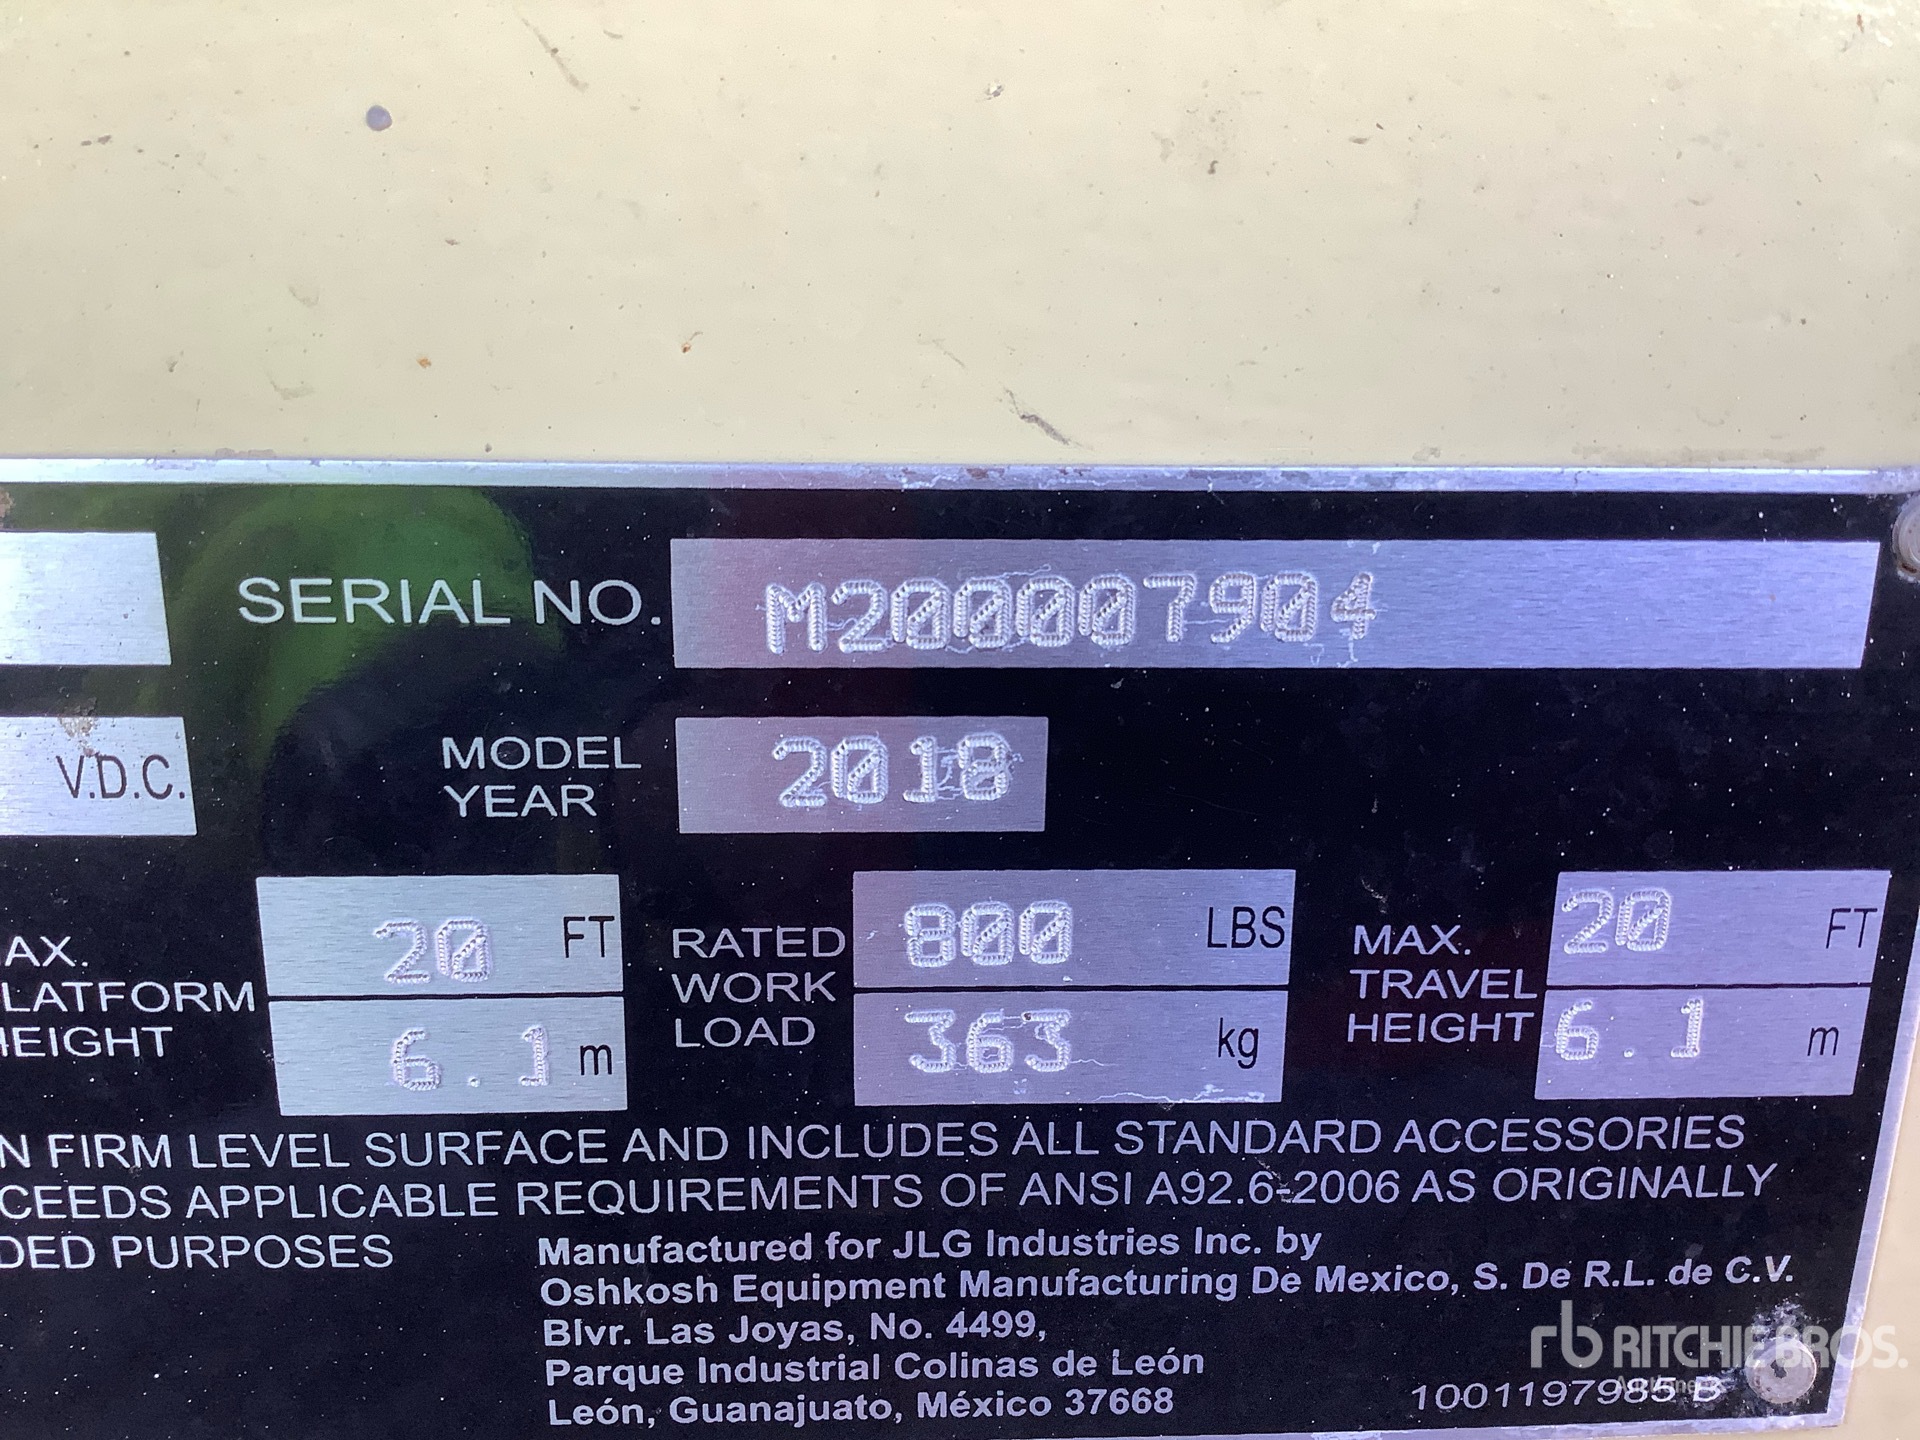 SERIAL NO. M200007904
V.D.C. MODEL YEAR 2018
AX. LATFORM HEIGHT 20 FT 6.1 m
RATED WORK LOAD 800 LBS 363 kg
MAX. TRAVEL HEIGHT 20 FT 6.1 m
N FIRM LEVEL SURFACE AND INCLUDES ALL STANDARD ACCESSORIES
CEEDS APPLICABLE REQUIREMENTS OF ANSI A92.6-2006 AS ORIGINALLY
DED PURPOSES
Manufactured for JLG Industries Inc. by
Oshkosh Equipment Manufacturing De Mexico, S. De R.L. de C.V.
Blvr. Las Joyas, No. 4499,
Parque Industrial Colinas de León
León, Guanajuato, México 37668
1001197985 B
rb RITCHIE BROS.
Auctioneers